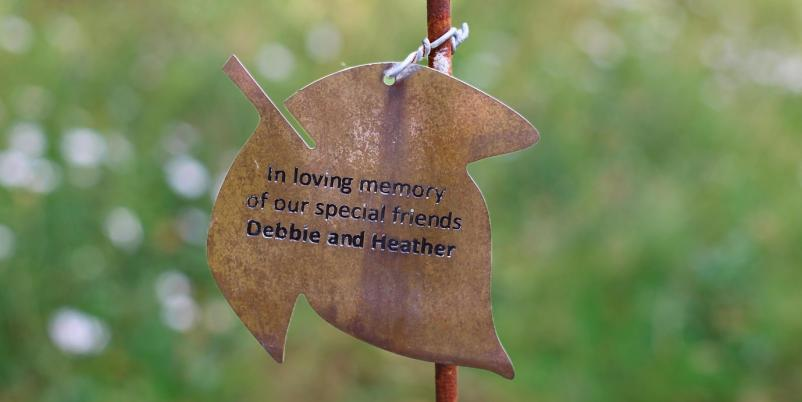 In loving memory
of our special friends
Debbie and Heather